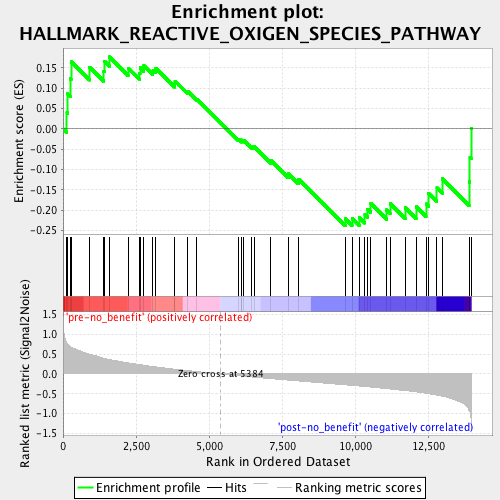 Enrichment plot:
HALLMARK_REACTIVE_OXIGEN_SPECIES_PATHWAY
Enrichment score (ES)
0.15
0.10
0.05
0.00
-0.05
-0.10
-0.15
-0.20
-0.25
'pre-no_benefit' (positively correlated)
Ranked list metric (Signal2Noise)
1.5
1.0
0.5
0.0
-0.5
-1.0
-1.5
Zero cross at 5384
'post-no_benefit' (negatively correlated)
0
2,500
5,000
7,500
10,000
12,500
Rank in Ordered Dataset
Enrichment profile
Hits
Ranking metric scores